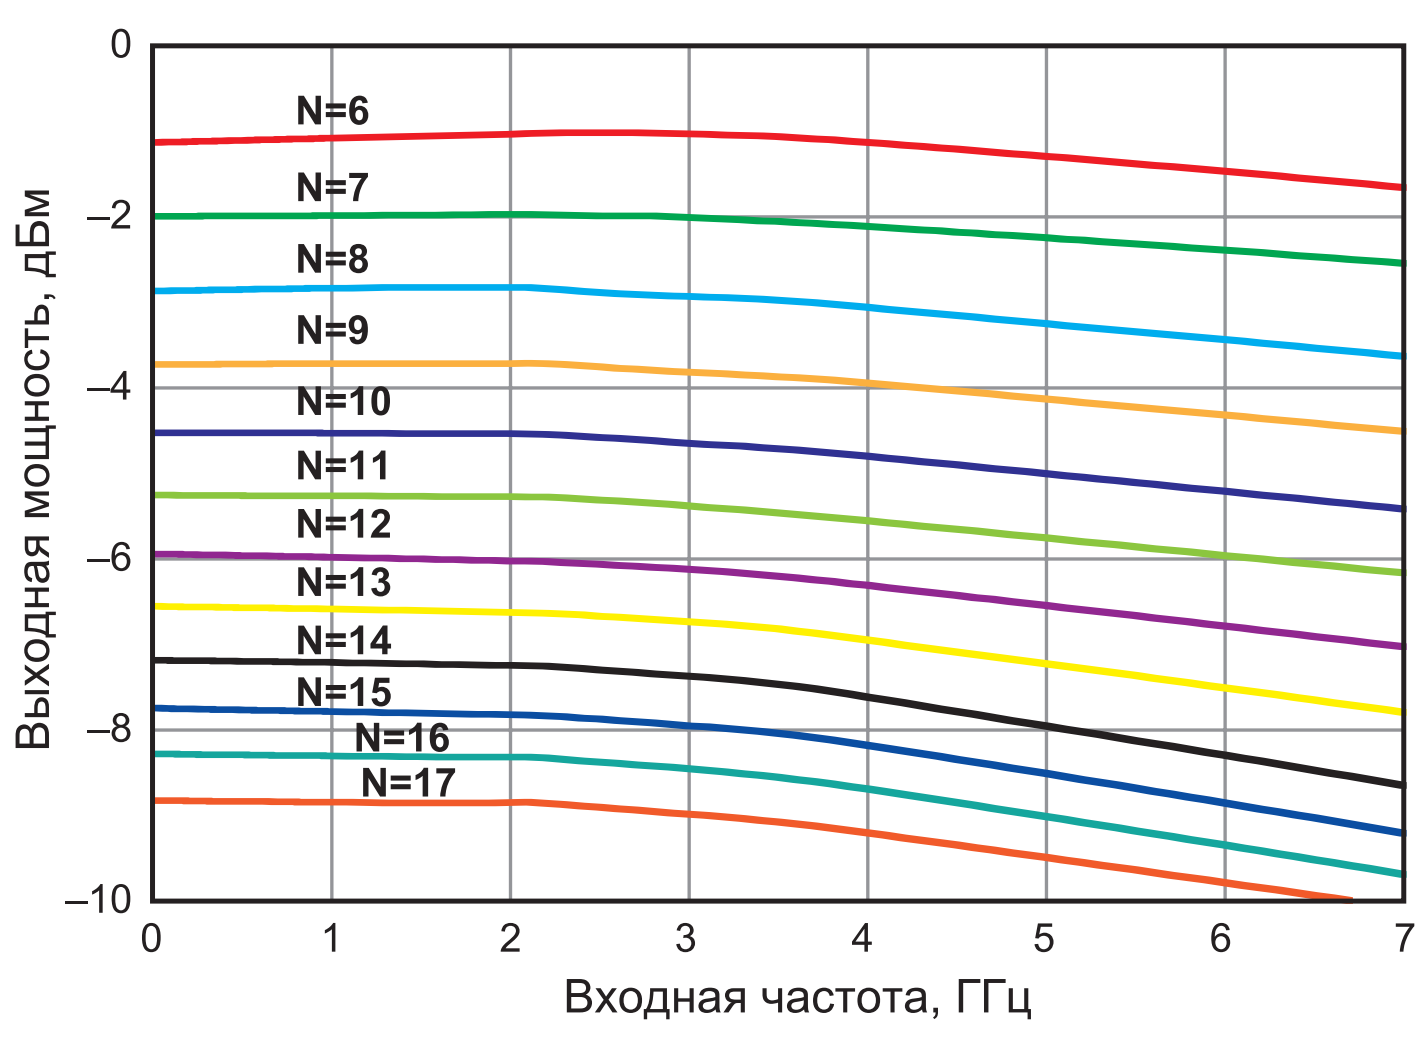 0
–2
–4
–6
–8
–10
Выходная мощность, дБм
N=6
N=7
N=8
N=9
N=10
N=11
N=12
N=13
N=14
N=15
N=16
N=17
0 1 2 3 4 5 6 7
Входная частота, ГГц